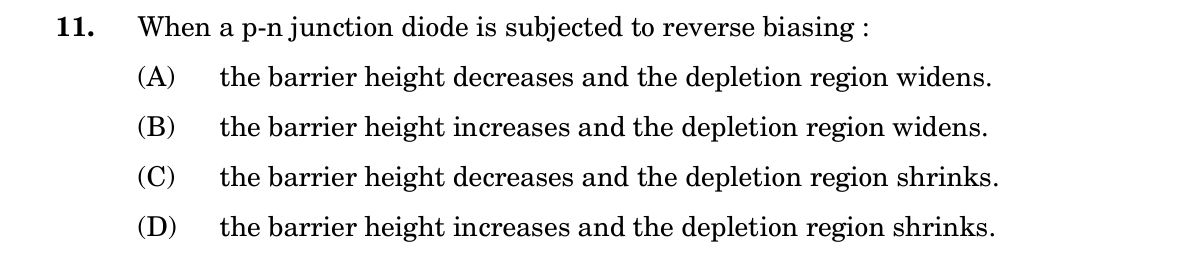 11. When a p-n junction diode is subjected to reverse biasing :
(A) the barrier height decreases and the depletion region widens.
(B) the barrier height increases and the depletion region widens.
(C) the barrier height decreases and the depletion region shrinks.
(D) the barrier height increases and the depletion region shrinks.